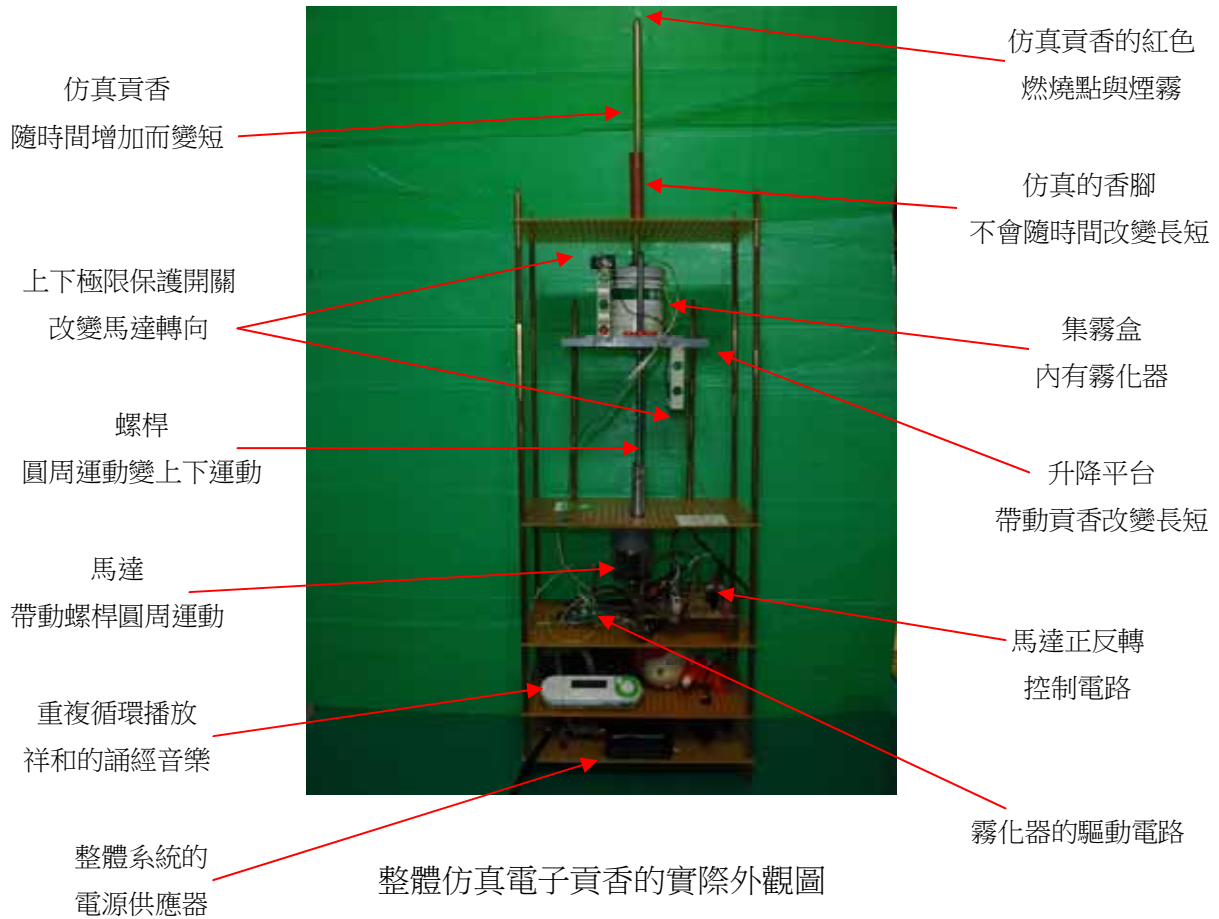 仿真貢香
隨時間增加而變短
上下極限保護開關
改變馬達轉向
螺桿
圓周運動變上下運動
馬達
帶動螺桿圓周運動
重複循環播放
祥和的誦經音樂
整體系統的
電源供應器
仿真貢香的紅色
燃燒點與煙霧
仿真的香腳
不會隨時間改變長短
集霧盒
內有霧化器
升降平台
帶動貢香改變長短
馬達正反轉
控制電路
霧化器的驅動電路
整體仿真電子貢香的實際外觀圖